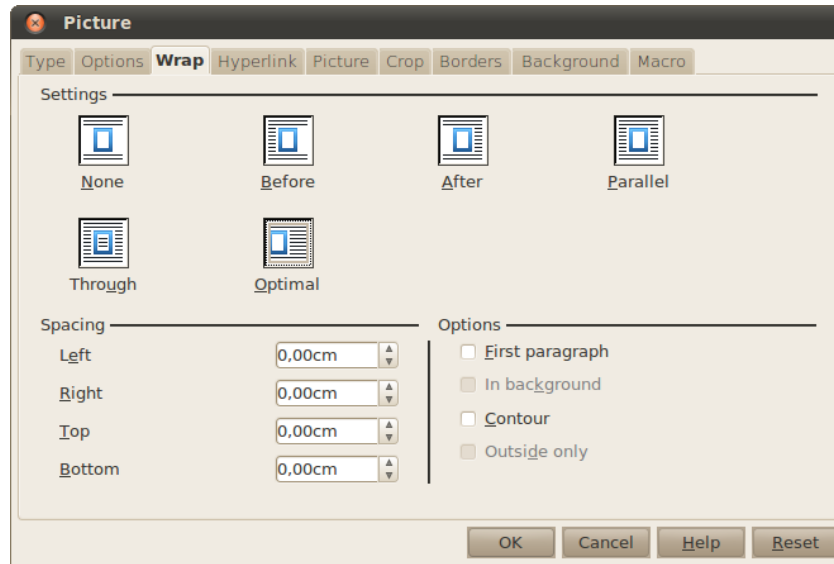 Picture
Type Options Wrap Hyperlink Picture Crop Borders Background Macro
Settings
None Before After Parallel
Through Optimal
Spacing Options
Left 0,00cm First paragraph
Right 0,00cm In background
Top 0,00cm Contour
Bottom 0,00cm Outside only
OK Cancel Help Reset